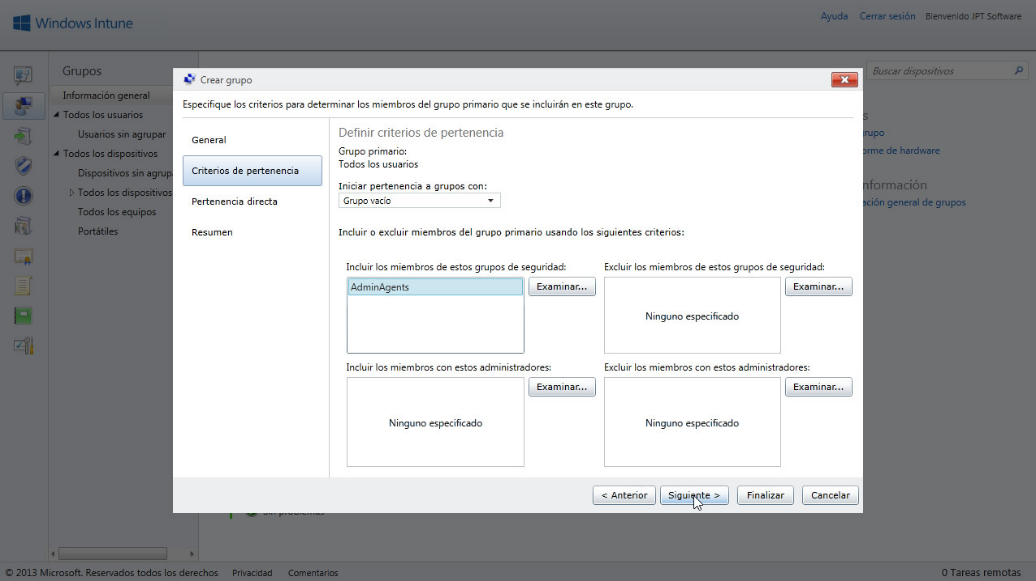 Windows Intune
Ayuda
Cerrar sesión
Bienvenido JPT Software
Grupos
Información general
Todos los usuarios
Usuarios sin agrupar
Todos los dispositivos
Dispositivos sin agrup
Todos los dispositivos
Todos los equipos
Portátiles
Buscar dispositivos
s
rupo
orme de hardware
nformación
ación general de grupos
Crear grupo
Especifique los criterios para determinar los miembros del grupo primario que se incluirán en este grupo.
General
Criterios de pertenencia
Pertenencia directa
Resumen
Definir criterios de pertenencia
Grupo primario:
Todos los usuarios
Iniciar pertenencia a grupos con:
Grupo vacío
Incluir o excluir miembros del grupo primario usando los siguientes criterios:
Incluir los miembros de estos grupos de seguridad:
AdminAgents
Examinar...
Excluir los miembros de estos grupos de seguridad:
Ninguno especificado
Examinar...
Incluir los miembros con estos administradores:
Ninguno especificado
Examinar...
Excluir los miembros con estos administradores:
Ninguno especificado
Examinar...
< Anterior
Siguiente >
Finalizar
Cancelar
© 2013 Microsoft. Reservados todos los derechos
Privacidad
Comentarios
0 Tareas remotas